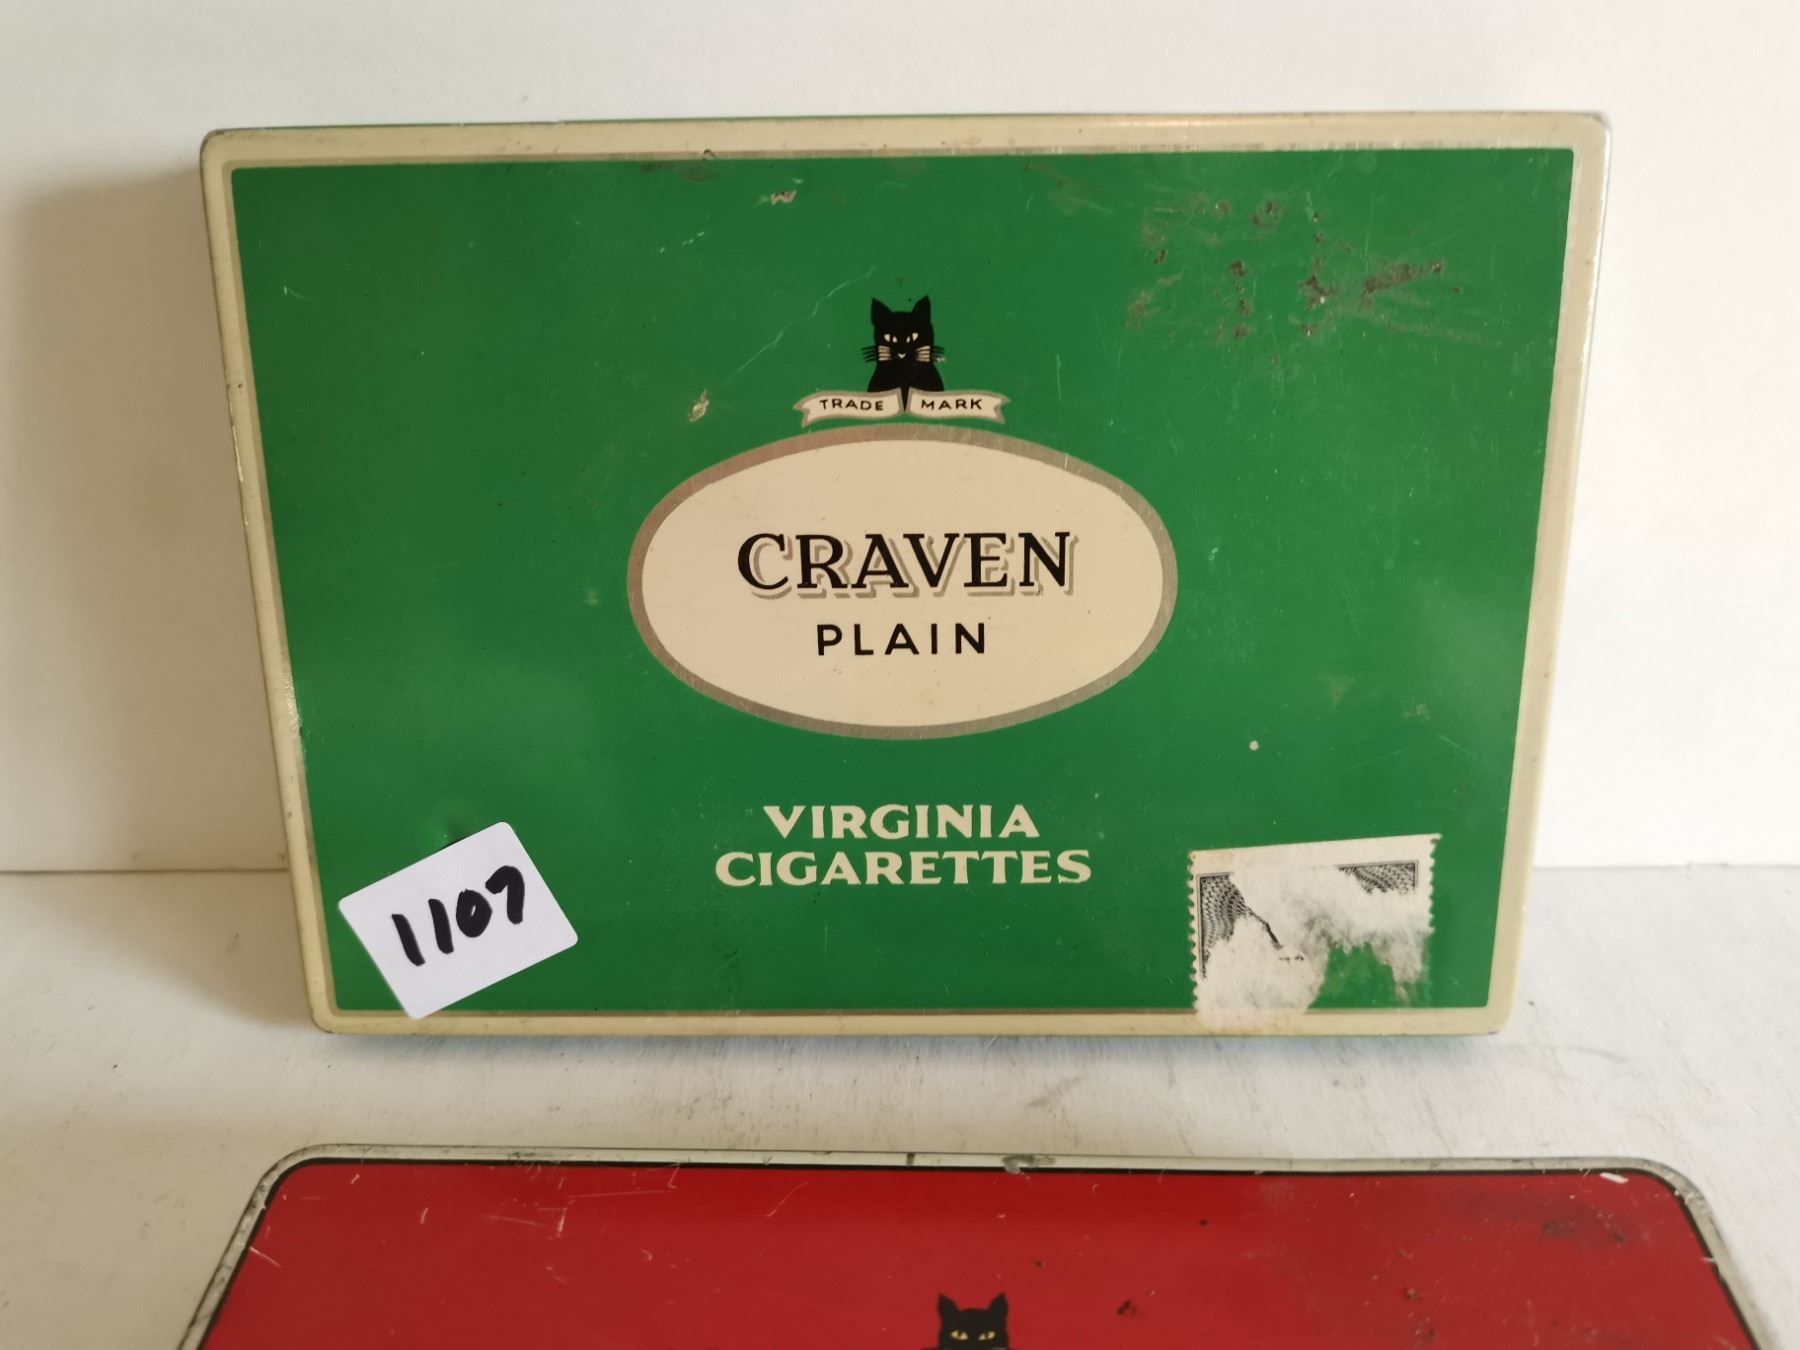 TRADE MARK
CRAVEN
PLAIN
VIRGINIA
CIGARETTES
1107